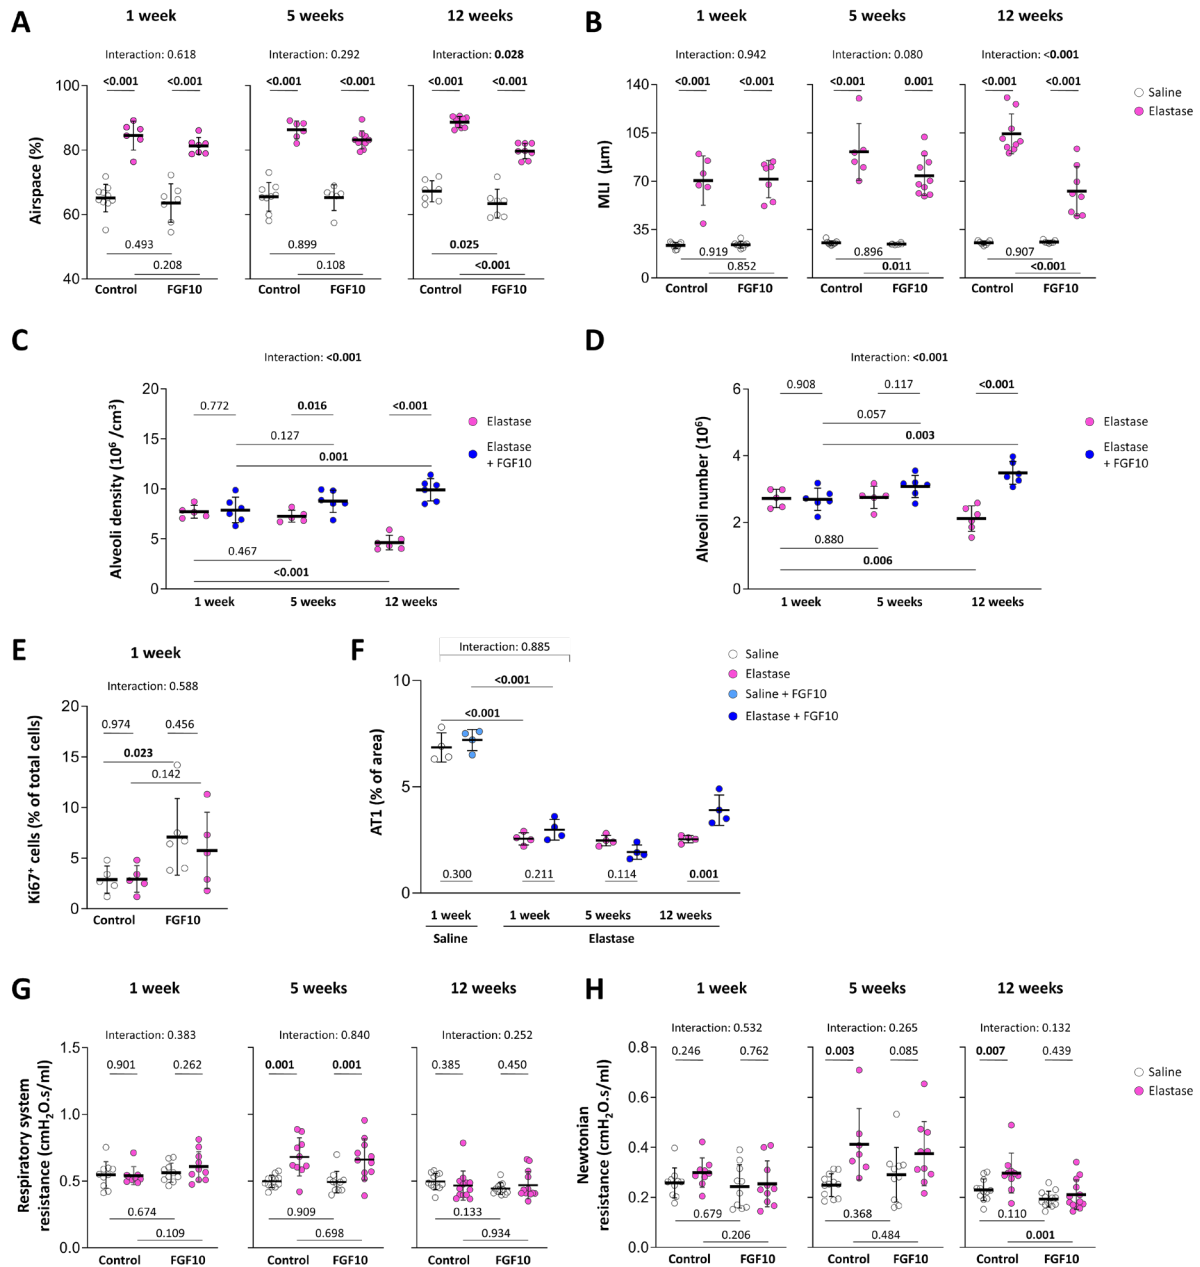 A
1 week
5 weeks
12 weeks
Interaction: 0.618
Interaction: 0.292
Interaction: 0.028
<0.001
<0.001
<0.001
<0.001
<0.001
<0.001
Airspace (%)
100
80
60
40
0.493
0.208
0.899
0.108
0.025
<0.001
Control
FGF10
Control
FGF10
Control
FGF10
B
1 week
5 weeks
12 weeks
Interaction: 0.942
Interaction: 0.080
Interaction: <0.001
<0.001
<0.001
<0.001
0.001
<0.001
<0.001
Saline
Elastase
MLI (µm)
140
105
70
35
0
0.919
0.852
0.896
0.011
0.907
<0.001
Control
FGF10
Control
FGF10
Control
FGF10
C
Interaction: <0.001
Alveoli density (10⁶ /cm³)
20
15
10
5
0
0.772
0.016
<0.001
0.127
0.001
0.467
<0.001
Elastase
Elastase
+ FGF10
1 week
5 weeks
12 weeks
D
Interaction: <0.001
Alveoli number (10⁶)
6
4
2
0
0.908
0.117
<0.001
0.057
0.003
0.880
0.006
Elastase
Elastase
+ FGF10
1 week
5 weeks
12 weeks
E
1 week
Interaction: 0.588
Ki67⁺ cells (% of total cells)
20
15
10
5
0
0.974
0.456
0.023
0.142
Control
FGF10
F
Interaction: 0.885
AT1 (% of area)
10
5
0
<0.001
<0.001
0.300
0.211
0.114
0.001
1 week
1 week
5 weeks
12 weeks
Saline
Elastase
Saline
Elastase
Saline + FGF10
Elastase + FGF10
G
1 week
5 weeks
12 weeks
Interaction: 0.383
Interaction: 0.840
Interaction: 0.252
Respiratory system
resistance (cmH₂O.s/ml)
1.5
1.0
0.5
0.0
0.901
0.262
0.001
0.001
0.385
0.450
0.674
0.109
0.909
0.698
0.133
0.934
Control
FGF10
Control
FGF10
Control
FGF10
H
1 week
5 weeks
12 weeks
Interaction: 0.532
Interaction: 0.265
Interaction: 0.132
Newtonian
resistance (cmH₂O.s/ml)
0.8
0.6
0.4
0.2
0.0
0.246
0.762
0.003
0.085
0.007
0.439
Saline
Elastase
0.679
0.206
0.368
0.484
0.110
0.001
Control
FGF10
Control
FGF10
Control
FGF10